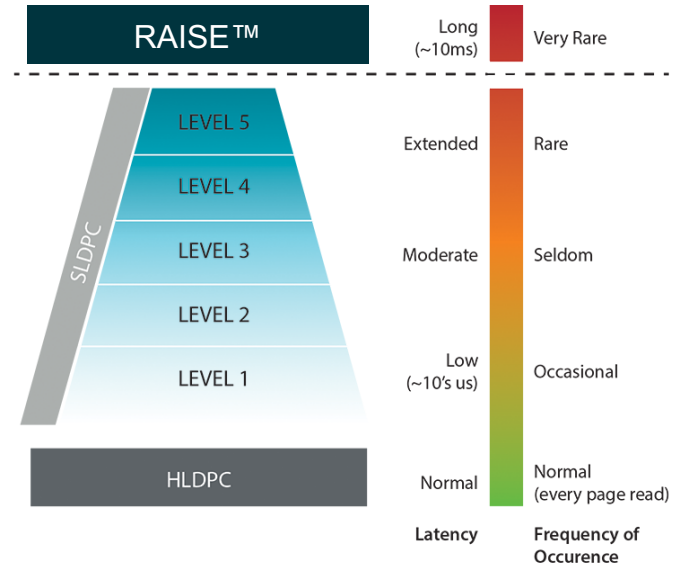 RAISE™
Long
(~10ms)
Very Rare
LEVEL 5
Extended
Rare
LEVEL 4
SLDPC
LEVEL 3
Moderate
Seldom
LEVEL 2
Low
(~10's us)
Occasional
LEVEL 1
HLDPC
Normal
Normal
(every page read)
Latency
Frequency of
Occurence